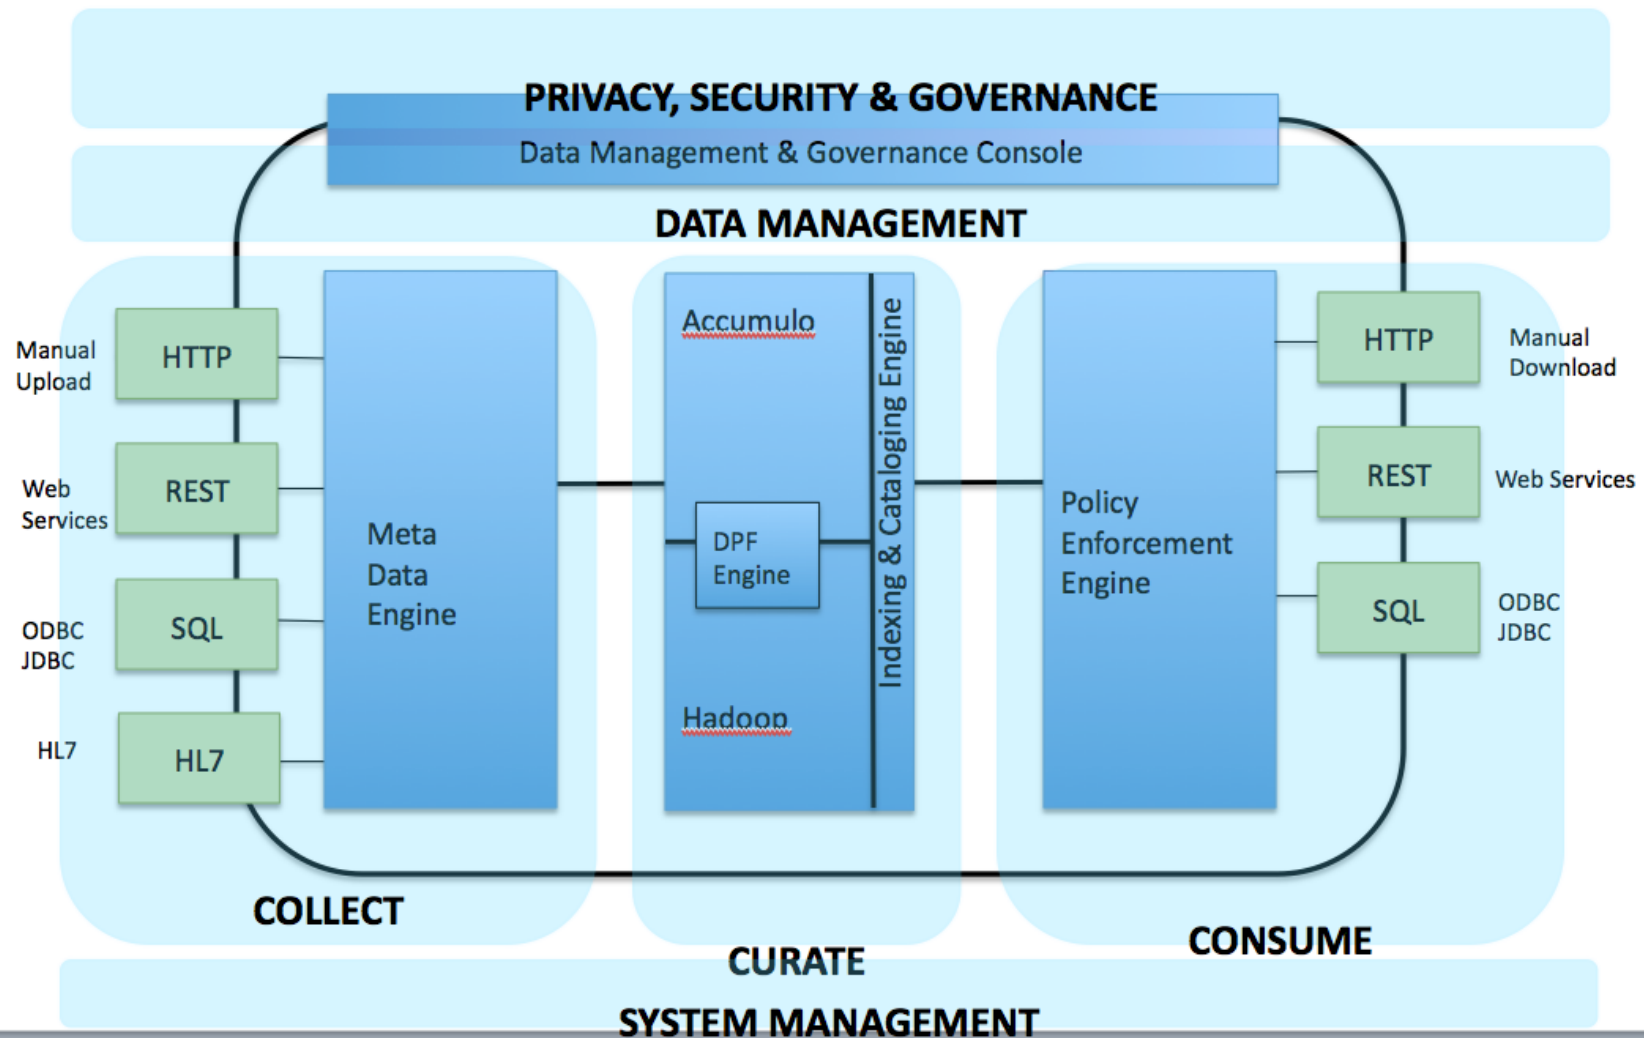 PRIVACY, SECURITY & GOVERNANCE
Data Management & Governance Console
DATA MANAGEMENT
Manual
Upload
HTTP
Web
Services
REST
ODBC
JDBC
SQL
HL7
HL7
Meta
Data
Engine
COLLECT
Accumulo
DPF
Engine
Hadoop
Indexing & Cataloging Engine
CURATE
Policy
Enforcement
Engine
HTTP
Manual
Download
REST
Web Services
SQL
ODBC
JDBC
CONSUME
SYSTEM MANAGEMENT